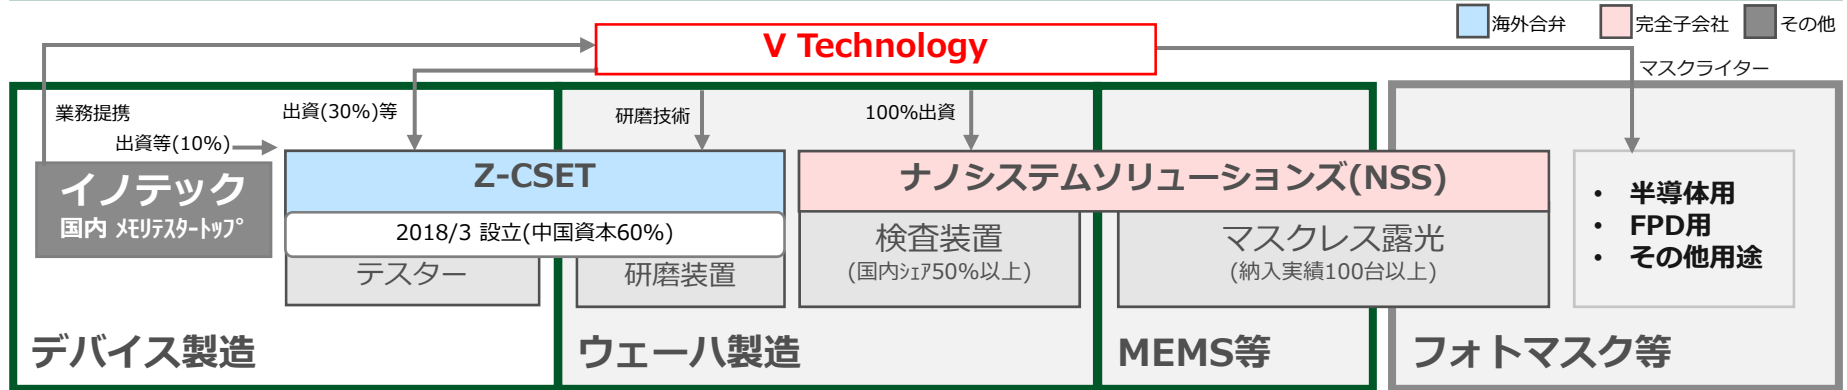 海外合弁
完全子会社
その他
V Technology
マスクライター
業務提携
出資等(10%)
出資(30%)等
研磨技術
100%出資
イノテック
国内 ﾒﾓﾘﾃｽﾀｰﾄｯﾌﾟ
Z-CSET
2018/3 設立(中国資本60%)
テスター
研磨装置
ナノシステムソリューションズ(NSS)
検査装置
(国内ｼｪｱ50%以上)
マスクレス露光
(納入実績100台以上)
• 半導体用
• FPD用
• その他用途
デバイス製造
ウェーハ製造
MEMS等
フォトマスク等